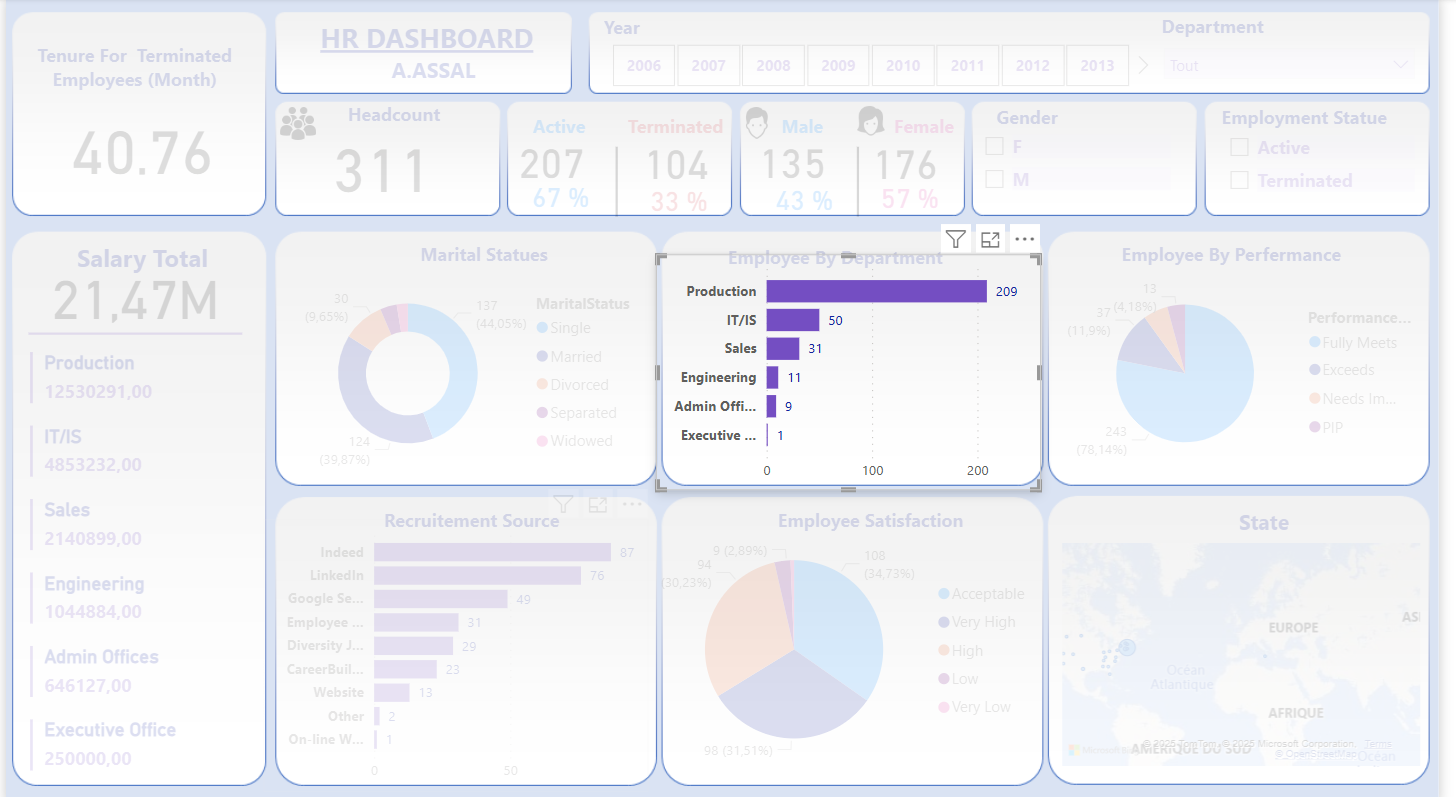 Tenure For Terminated
Employees (Month)
40.76
HR DASHBOARD
A.ASSAL
Year
2006 2007 2008 2009 2010 2011 2012 2013
Department
Tout
Headcount
311
Active Terminated
207 104
67 % 33 %
Male Female
135 176
43 % 57 %
Gender
F
M
Employment Statue
Active
Terminated
Salary Total
21,47M
Production
12530291,00
IT/IS
4853232,00
Sales
2140899,00
Engineering
1044884,00
Admin Offices
646127,00
Executive Office
250000,00
Marital Statues
30
(9,65%)
137
(44,05%)
124
(39,87%)
MaritalStatus
Single
Married
Divorced
Separated
Widowed
Employee By Department
Production 209
IT/IS 50
Sales 31
Engineering 11
Admin Offi... 9
Executive ... 1
0 100 200
Employee By Perfermance
13
(4,18%)
37
(11,9%)
243
(78,14%)
Performance...
Fully Meets
Exceeds
Needs Im...
PIP
Recruitement Source
Indeed 87
LinkedIn 76
Google Se... 49
Employee ... 31
Diversity J... 29
CareerBuil... 23
Website 13
Other 2
On-line W... 1
0 50
Employee Satisfaction
9 (2,89%)
94
(30,23%)
108
(34,73%)
98 (31,51%)
Acceptable
Very High
High
Low
Very Low
State
EUROPE
AS
Océan
Atlantique
AFRIQUE
AMÉRIQUE DU SUD
Océan
Microsoft
© 2025 TomTom, © 2025 Microsoft Corporation, Terms
© OpenStreetMap